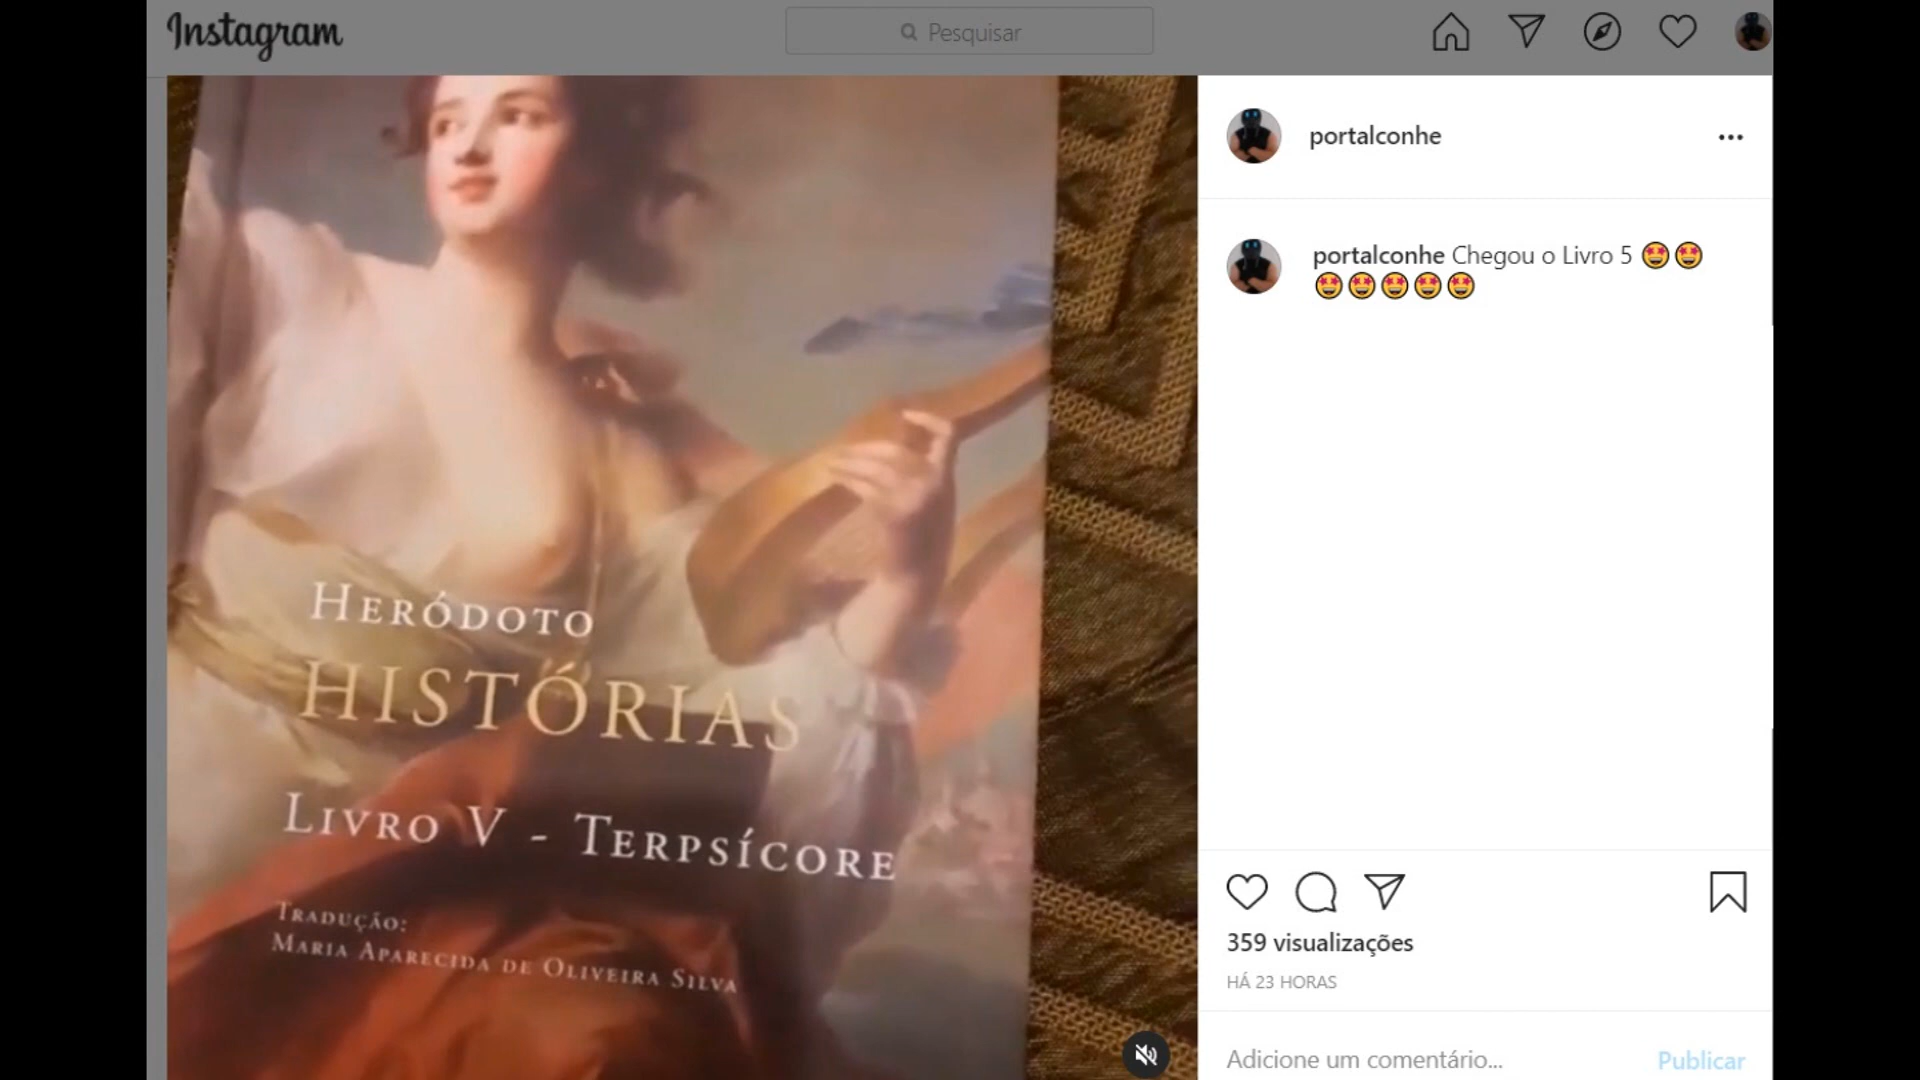 Instagram
Pesquisar
HERÓDOTO
HISTÓRIAS
LIVRO V - TERPSÍCORE
TRADUÇÃO:
MARIA APARECIDA DE OLIVEIRA SILVA
portalconhe
portalconhe Chegou o Livro 5 🤩🤩
🤩🤩🤩🤩🤩
359 visualizações
HÁ 23 HORAS
Adicione um comentário...
Publicar